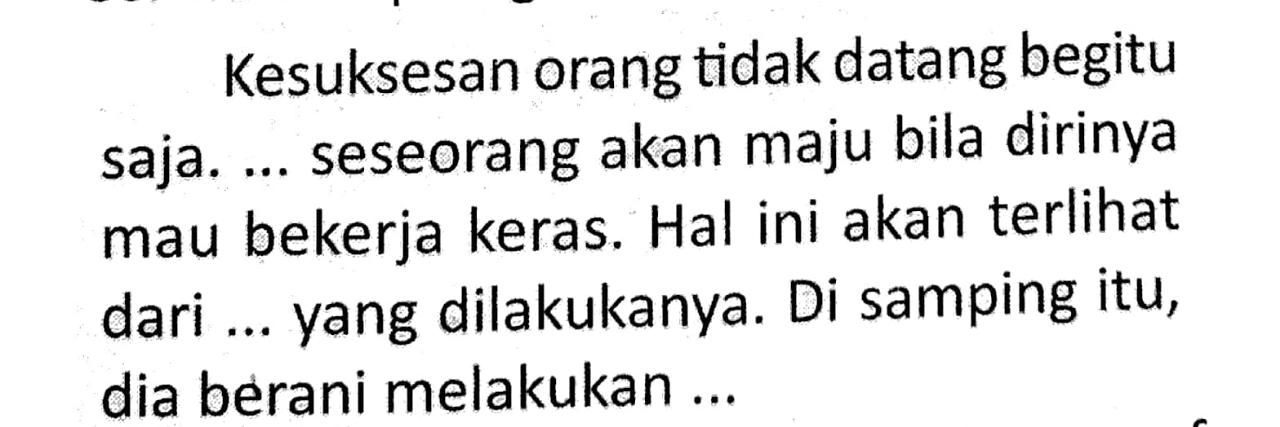 Kesuksesan orang tidak datang begitu
saja. ... seseorang akan maju bila dirinya
mau bekerja keras. Hal ini akan terlihat
dari ... yang dilakukanya. Di samping itu,
dia berani melakukan ...